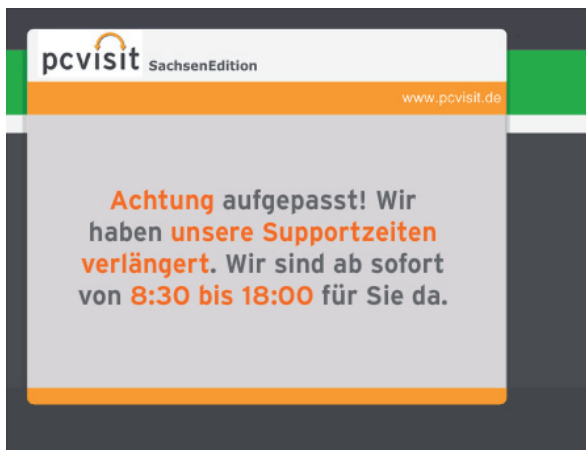 pcvisit SachsenEdition
www.pcvisit.de
Achtung aufgepasst! Wir
haben unsere Supportzeiten
verlängert. Wir sind ab sofort
von 8:30 bis 18:00 für Sie da.